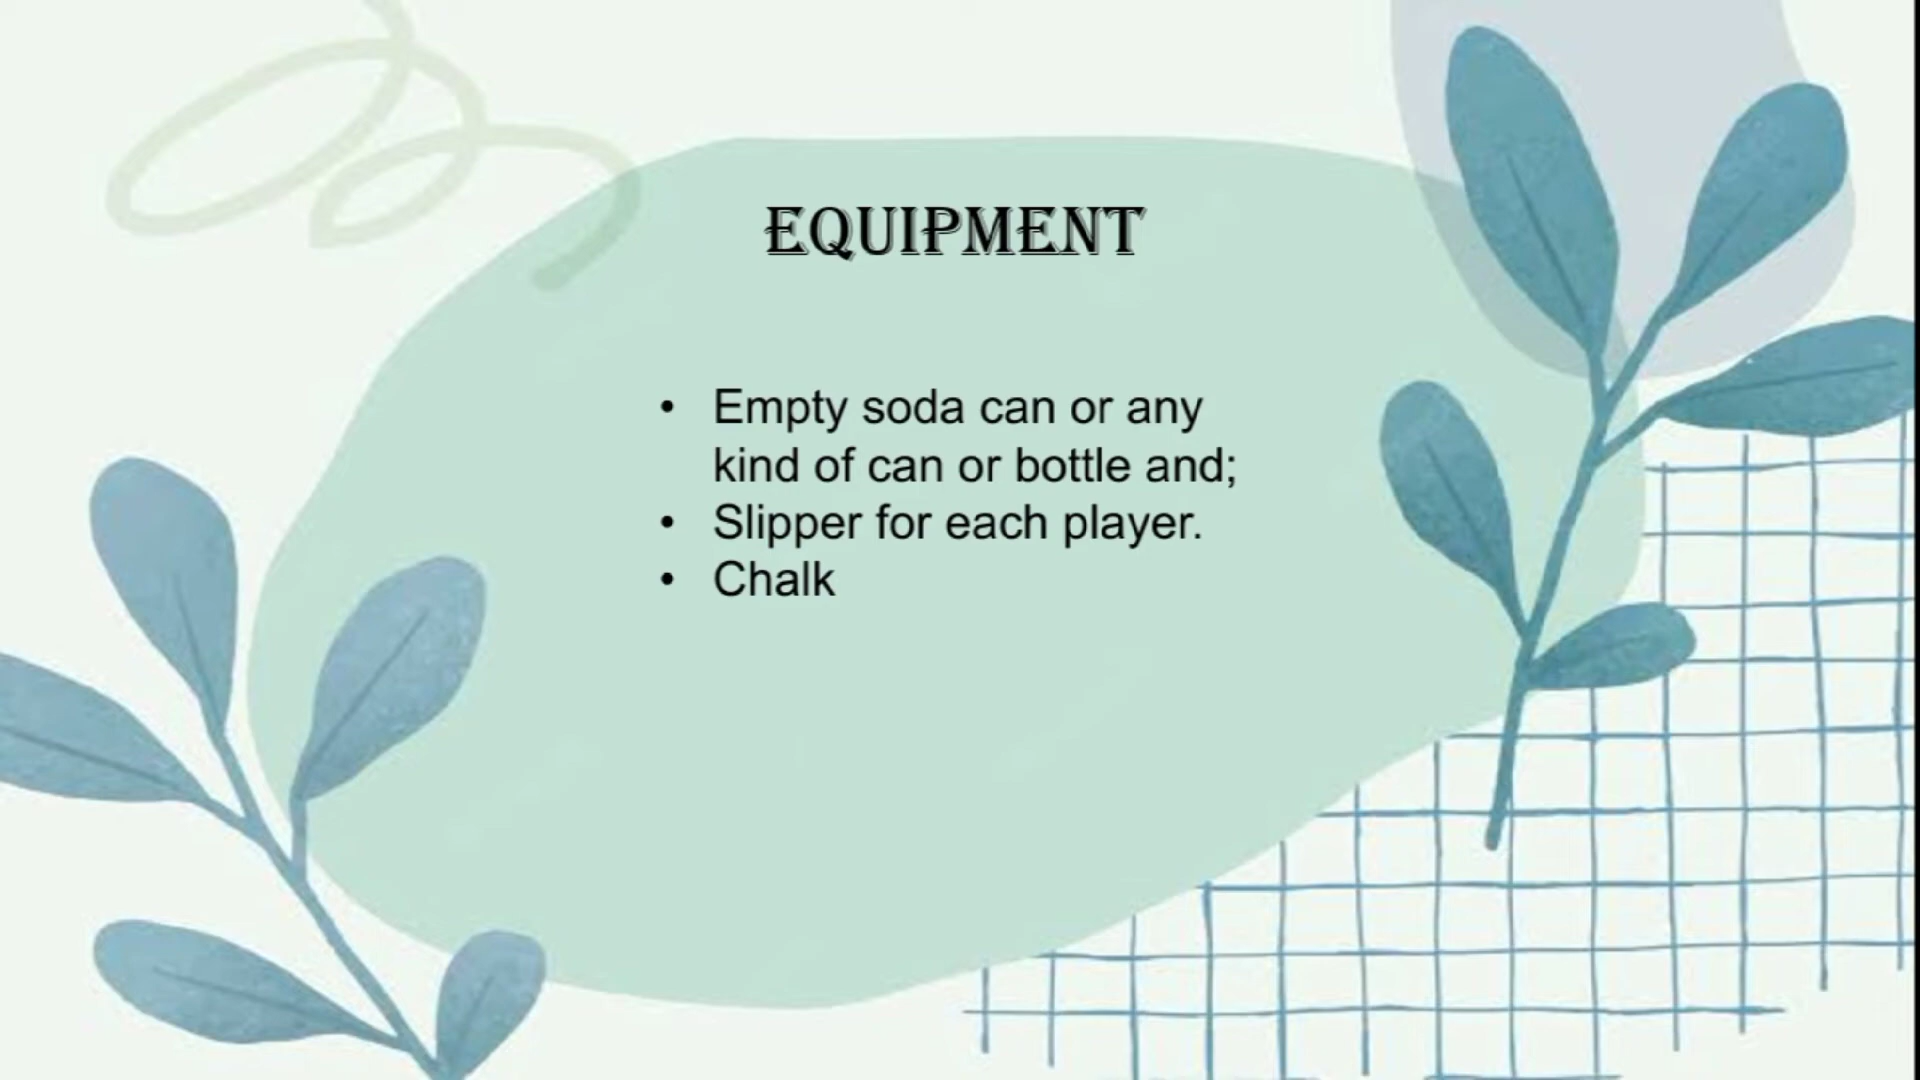 EQUIPMENT
• Empty soda can or any
kind of can or bottle and;
• Slipper for each player.
• Chalk